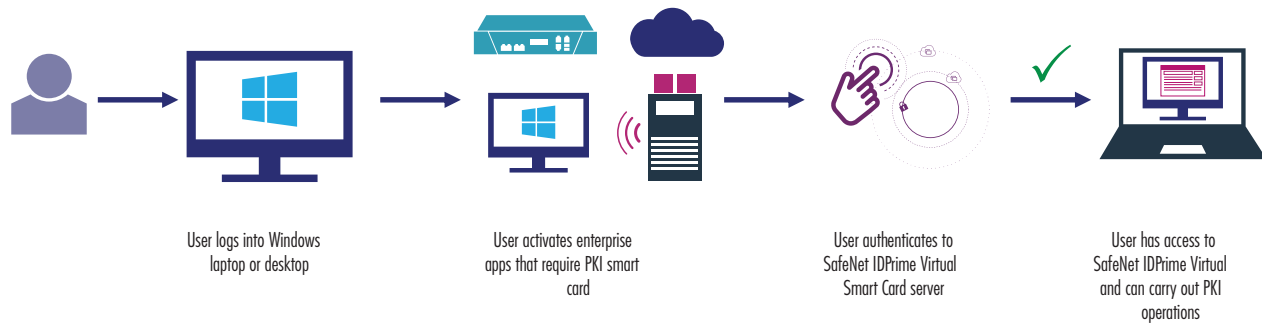 User logs into Windows
laptop or desktop
User activates enterprise
apps that require PKI smart
card
User authenticates to
SafeNet IDPrime Virtual
Smart Card server
User has access to
SafeNet IDPrime Virtual
and can carry out PKI
operations